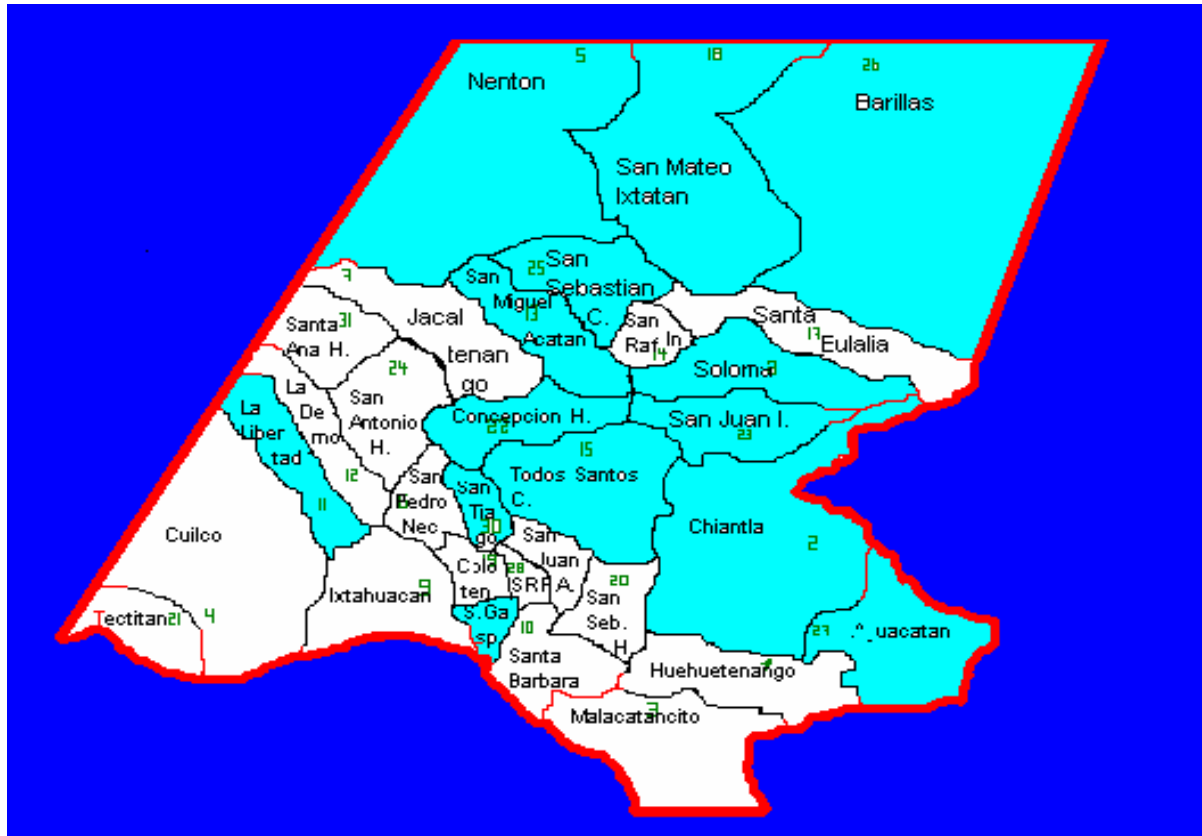 5
18
26
Nenton
Barillas
San Mateo
Ixtatan
25
San
Sebastian
C.
7
San
Miguel
13
Acatan
Jacal
tenan
go
Santa 31
Ana H.
San
Raf. In
14
Santa
17
Eulalia
24
San
Antonio
H.
Soloma
La
De
mo
12
La
Liber
tad
11
Concepcion H.
22
San Juan I.
23
15
Todos Santos
C.
San
Pedro
Nec
San
Tia
go
30
Chiantla
2
Cuilco
San
Juan
A.
Colo
ten
19
28
SRP
20
San
Seb.
H
Ixtahuacan
9
S.Ga
sp.
10
Santa
Barbara
Tectitan 21
4
27
uacatan
Huehuetenango
3
Malacatancito